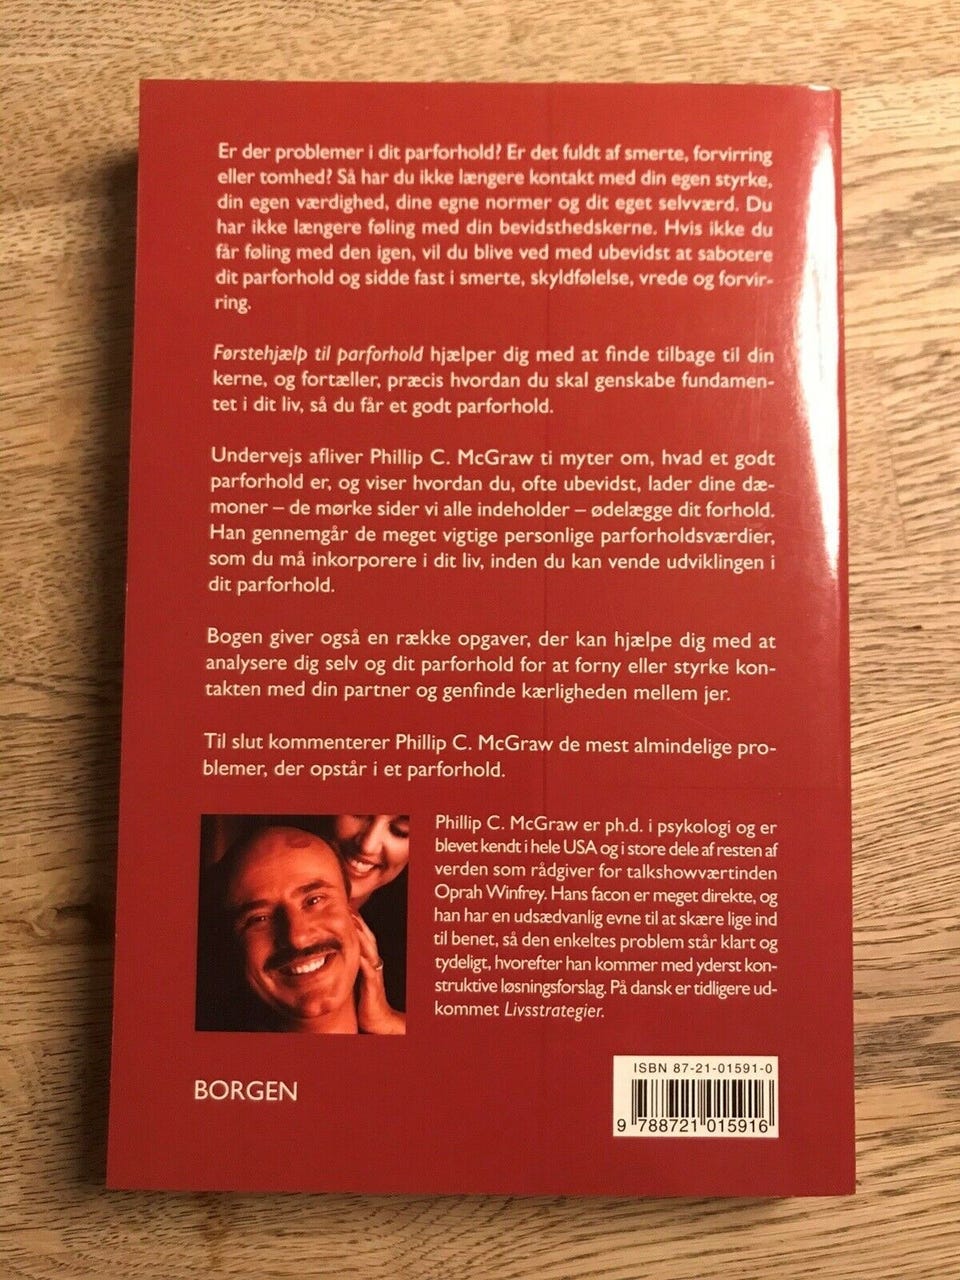 Er der problemer i dit parforhold? Er det fuldt af smerte, forvirring
eller tomhed? Så har du ikke længere kontakt med din egen styrke,
din egen værdighed, dine egne normer og dit eget selvværd. Du
har ikke længere føling med din bevidsthedskerne. Hvis ikke du
får føling med den igen, vil du blive ved med ubevidst at sabotere
dit parforhold og sidde fast i smerte, skyldfølelse, vrede og forvir-
ring.
Førstehjælp til parforhold hjælper dig med at finde tilbage til din
kerne, og fortæller, præcis hvordan du skal genskabe fundamen-
tet i dit liv, så du får et godt parforhold.
Undervejs afliver Phillip C. McGraw ti myter om, hvad et godt
parforhold er, og viser hvordan du, ofte ubevidst, lader dine dæ-
moner – de mørke sider vi alle indeholder – ødelægge dit forhold.
Han gennemgår de meget vigtige personlige parforholdsværdier,
som du må inkorporere i dit liv, inden du kan vende udviklingen i
dit parforhold.
Bogen giver også en række opgaver, der kan hjælpe dig med at
analysere dig selv og dit parforhold for at forny eller styrke kon-
takten med din partner og genfinde kærligheden mellem jer.
Til slut kommenterer Phillip C. McGraw de mest almindelige pro-
blemer, der opstår i et parforhold.
Phillip C. McGraw er ph.d. i psykologi og er
blevet kendt i hele USA og i store dele af resten af
verden som rådgiver for talkshowværtinden
Oprah Winfrey. Hans facon er meget direkte, og
han har en udsædvanlig evne til at skære lige ind
til benet, så den enkeltes problem står klart og
tydeligt, hvorefter han kommer med yderst kon-
struktive løsningsforslag. På dansk er tidligere ud-
kommet Livsstrategier.
BORGEN
ISBN 87-21-01591-0
9 788721 015916